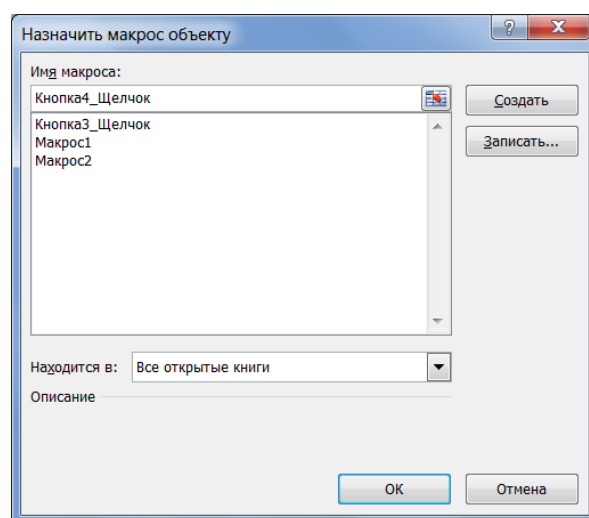 Назначить макрос объекту
Имя макроса:
Кнопка4_Щелчок
Создать
Кнопка3_Щелчок
Макрос1
Макрос2
Записать...
Находится в: Все открытые книги
Описание
ОК Отмена